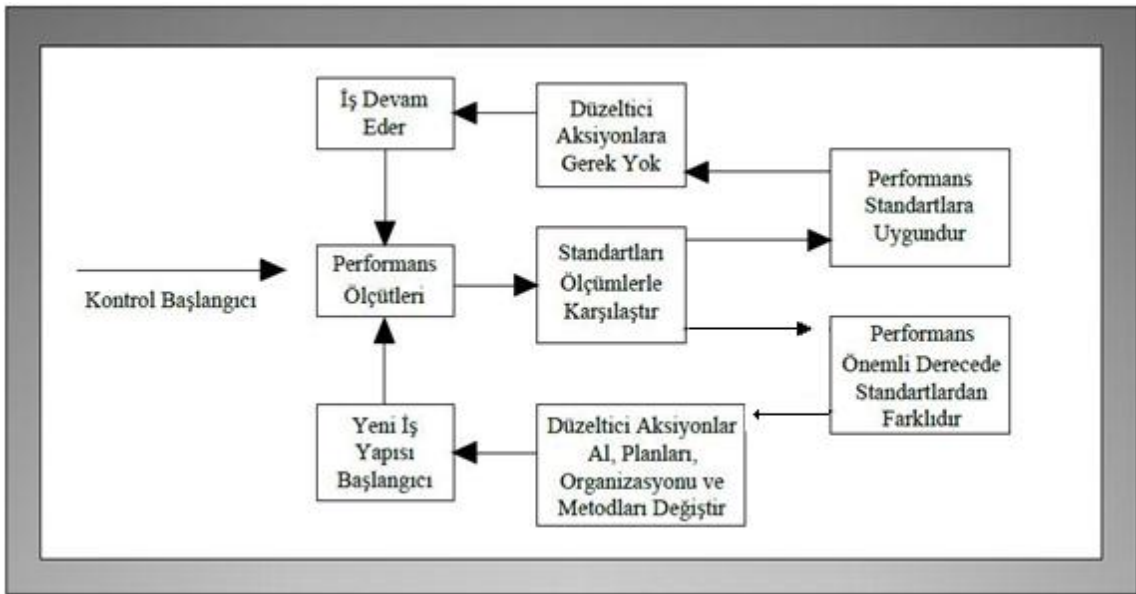 İş Devam
Eder
Düzeltici
Aksiyonlara
Gerek Yok
Performans
Standartlara
Uygundur
Kontrol Başlangıcı
Performans
Ölçütleri
Standartları
Ölçümlerle
Karşılaştır
Performans
Önemli Derecede
Standartlardan
Farklıdır
Yeni İş
Yapısı
Başlangıcı
Düzeltici Aksiyonlar
Al, Planları,
Organizasyonu ve
Metodları Değiştir